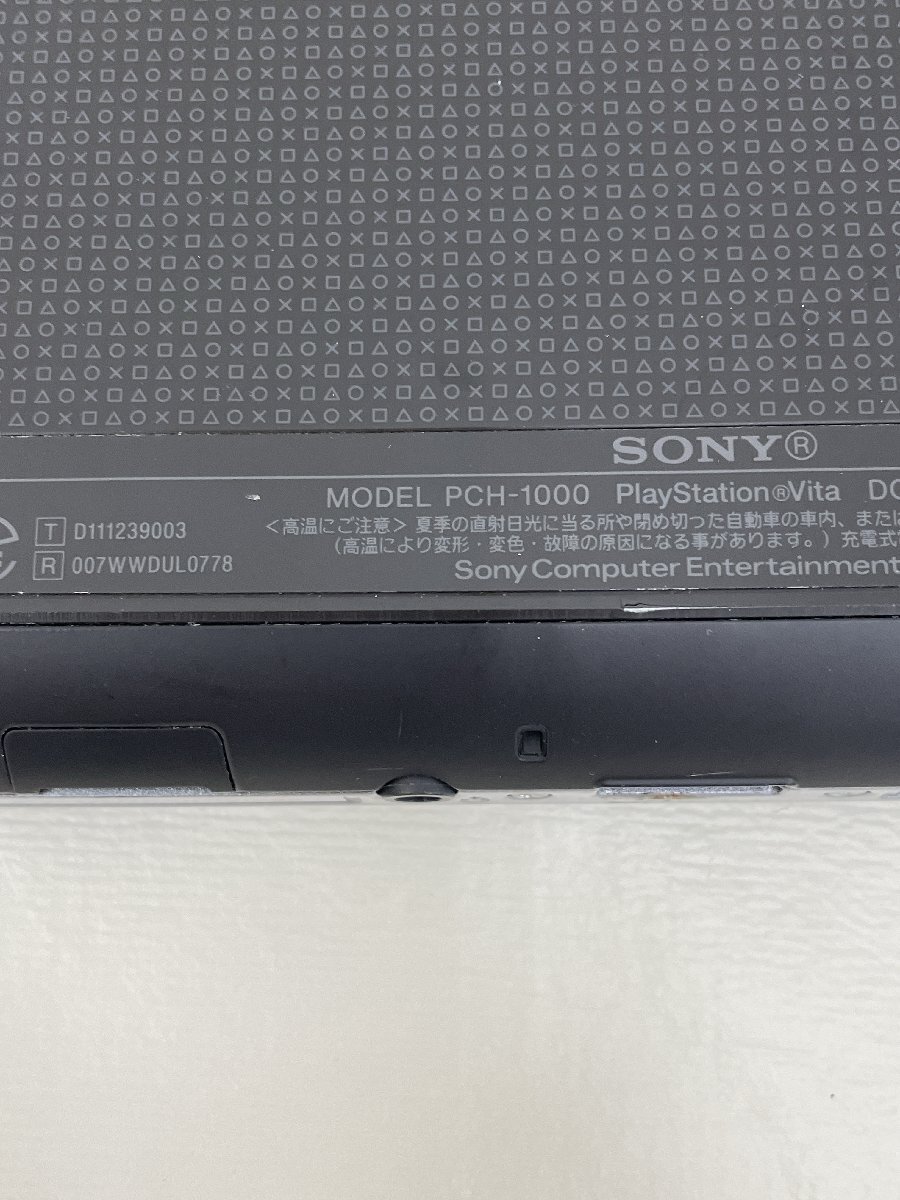 SONY®
MODEL PCH-1000 PlayStation®Vita DC
T D111239003
<高温にご注意> 夏季の直射日光に当る所や閉め切った自動車の車内、また
(高温により変形・変色・故障の原因になる事があります。) 充電式
R 007WWDUL0778
Sony Computer Entertainment